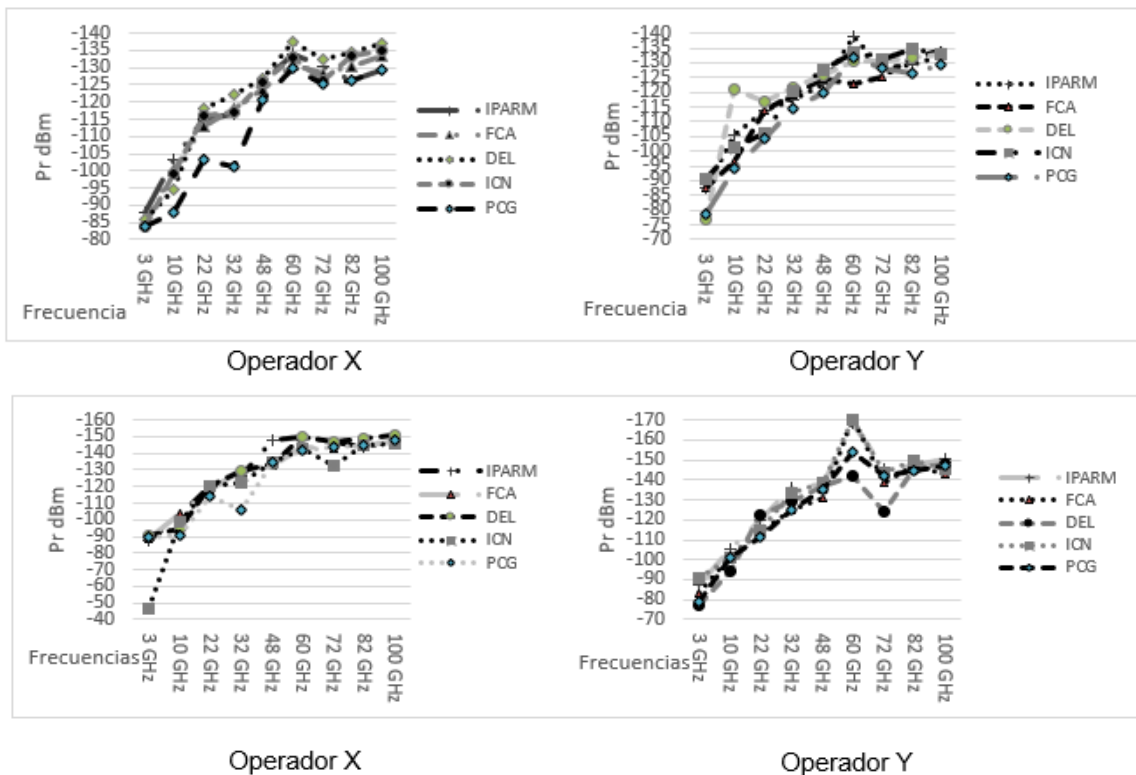 -140
-135
-130
-125
-120
-115
-110
-105
-100
-95
-90
-85
-80
Pr dBm
3 GHz
10 GHz
22 GHz
32 GHz
48 GHz
60 GHz
72 GHz
82 GHz
100 GHz
Frecuencia
IPARM
FCA
DEL
ICN
PCG
Operador X
-140
-135
-130
-125
-120
-115
-110
-105
-100
-95
-90
-85
-80
-75
-70
Pr dBm
3 GHz
10 GHz
22 GHz
32 GHz
48 GHz
60 GHz
72 GHz
82 GHz
100 GHz
Frecuencia
IPARM
FCA
DEL
ICN
PCG
Operador Y
-160
-150
-140
-130
-120
-110
-100
-90
-80
-70
-60
-50
-40
Pr dBm
3 GHz
10 GHz
22 GHz
32 GHz
48 GHz
60 GHz
72 GHz
82 GHz
100 GHz
Frecuencias
IPARM
FCA
DEL
ICN
PCG
Operador X
-170
-160
-150
-140
-130
-120
-110
-100
-90
-80
-70
Pr dBm
3 GHz
10 GHz
22 GHz
32 GHz
48 GHz
60 GHz
72 GHz
82 GHz
100 GHz
Frecuencias
IPARM
FCA
DEL
ICN
PCG
Operador Y